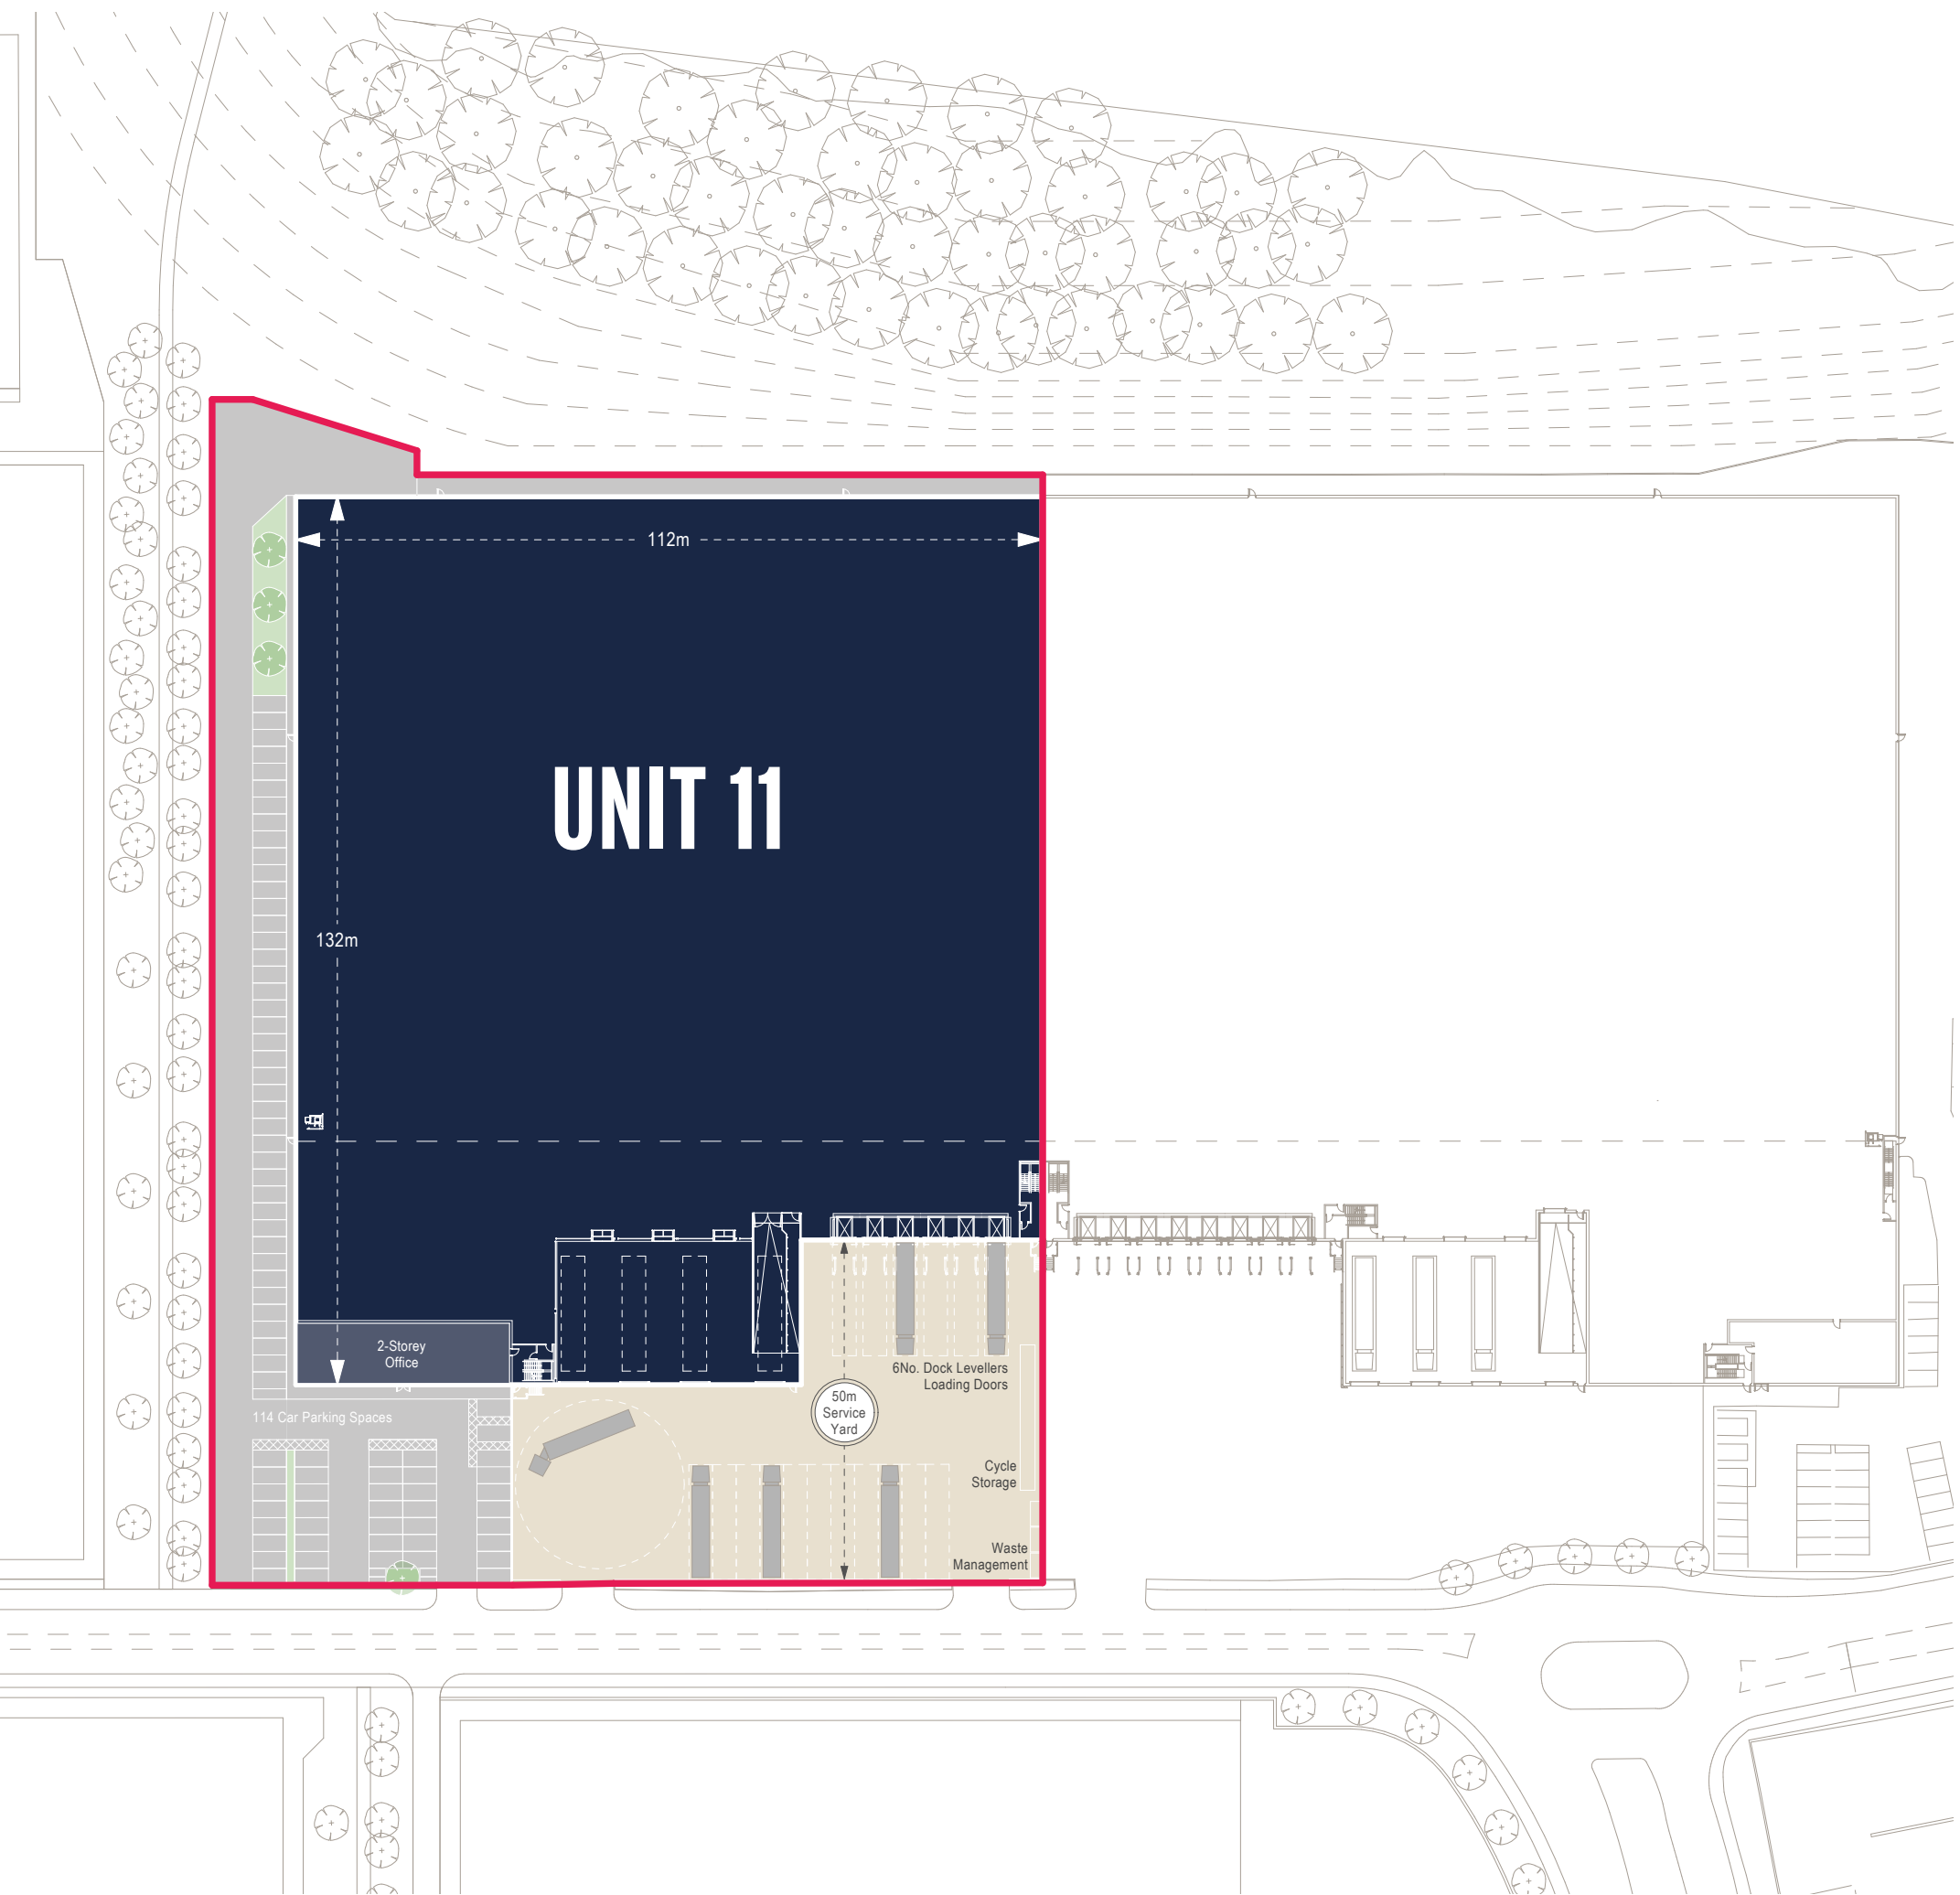 112m
UNIT 11
132m
2-Storey
Office
6No. Dock Levellers
Loading Doors
50m
Service
Yard
114 Car Parking Spaces
Cycle
Storage
Waste
Management